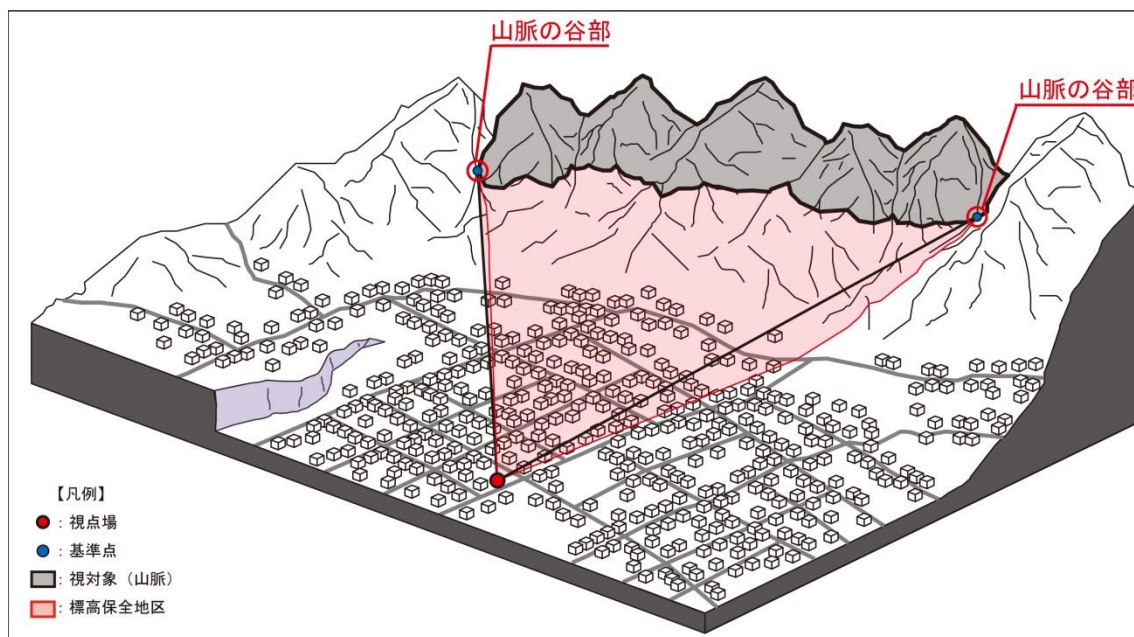 山脈の谷部
山脈の谷部
【凡例】
：視点場
：基準点
：視対象（山脈）
：標高保全地区